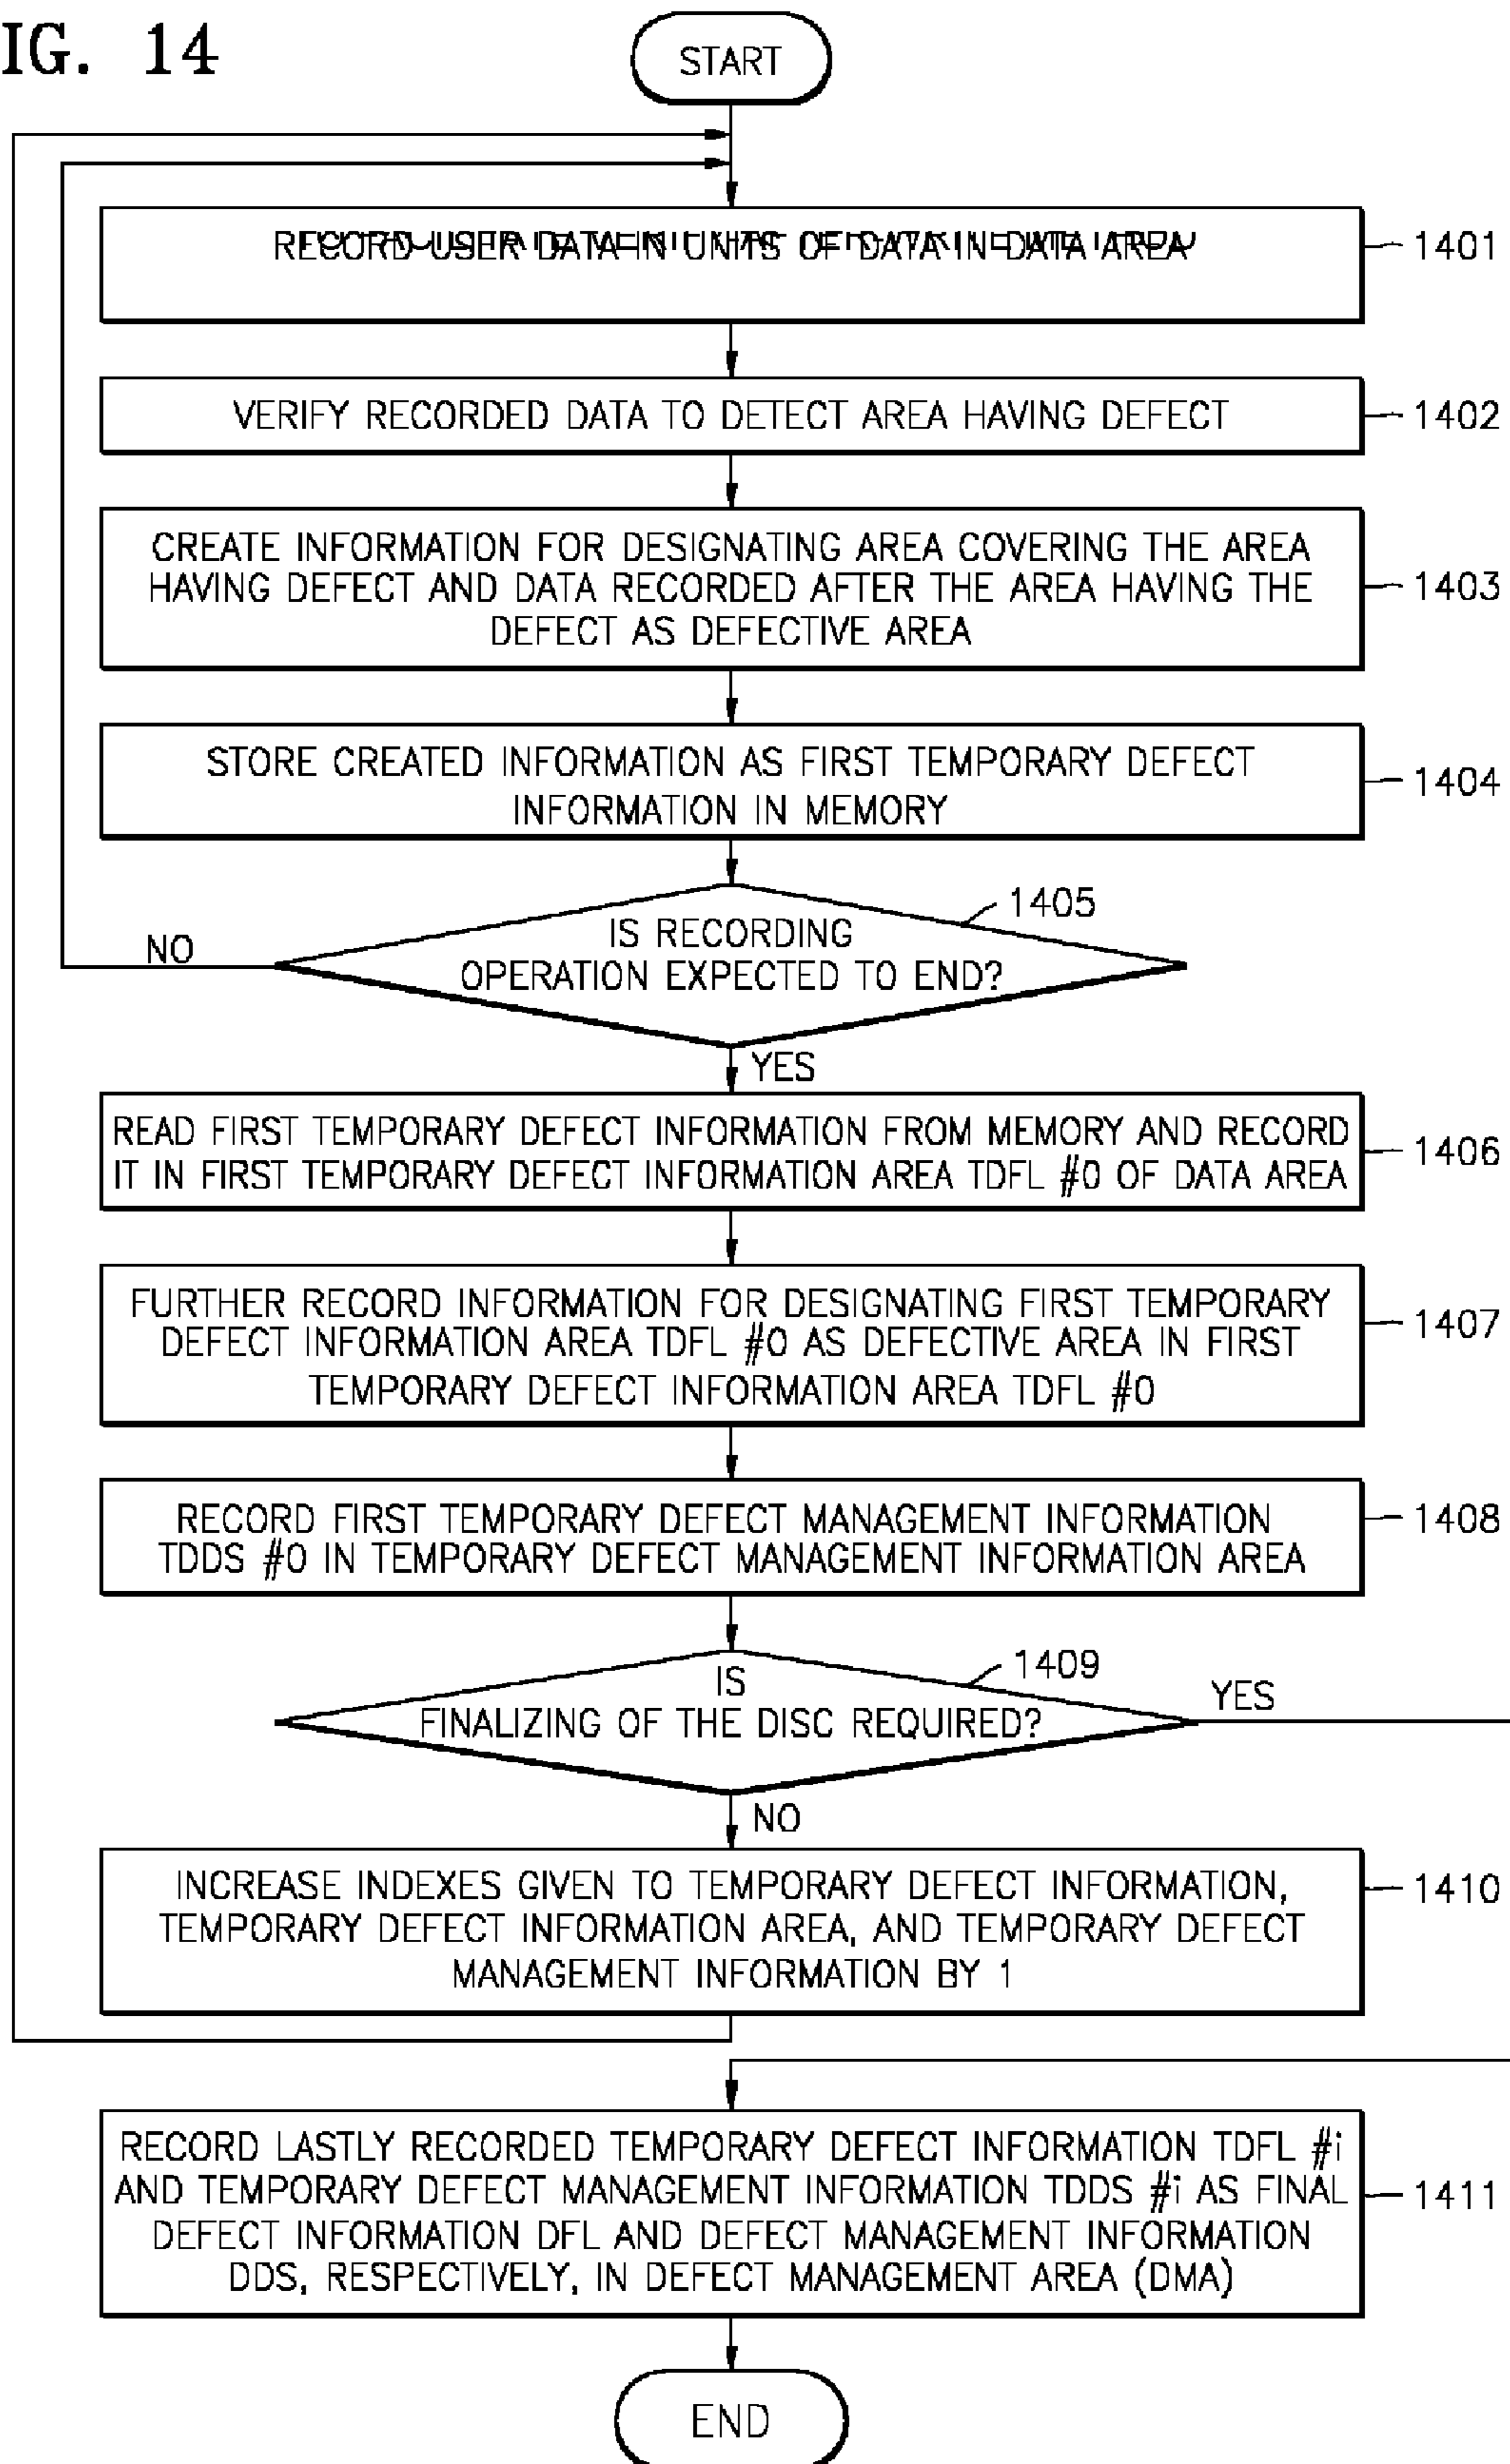 IG. 14
START
RECORD USER DATA IN UNITS OF DATA IN DATA AREA
1401
VERIFY RECORDED DATA TO DETECT AREA HAVING DEFECT
1402
CREATE INFORMATION FOR DESIGNATING AREA COVERING THE AREA
HAVING DEFECT AND DATA RECORDED AFTER THE AREA HAVING THE
DEFECT AS DEFECTIVE AREA
1403
STORE CREATED INFORMATION AS FIRST TEMPORARY DEFECT
INFORMATION IN MEMORY
1404
1405
IS RECORDING
OPERATION EXPECTED TO END?
NO
YES
READ FIRST TEMPORARY DEFECT INFORMATION FROM MEMORY AND RECORD
IT IN FIRST TEMPORARY DEFECT INFORMATION AREA TDFL #0 OF DATA AREA
1406
FURTHER RECORD INFORMATION FOR DESIGNATING FIRST TEMPORARY
DEFECT INFORMATION AREA TDFL #0 AS DEFECTIVE AREA IN FIRST
TEMPORARY DEFECT INFORMATION AREA TDFL #0
1407
RECORD FIRST TEMPORARY DEFECT MANAGEMENT INFORMATION
TDDS #0 IN TEMPORARY DEFECT MANAGEMENT INFORMATION AREA
1408
1409
IS
FINALIZING OF THE DISC REQUIRED?
YES
NO
INCREASE INDEXES GIVEN TO TEMPORARY DEFECT INFORMATION,
TEMPORARY DEFECT INFORMATION AREA, AND TEMPORARY DEFECT
MANAGEMENT INFORMATION BY 1
1410
RECORD LASTLY RECORDED TEMPORARY DEFECT INFORMATION TDFL #i
AND TEMPORARY DEFECT MANAGEMENT INFORMATION TDDS #i AS FINAL
DEFECT INFORMATION DFL AND DEFECT MANAGEMENT INFORMATION
DDS, RESPECTIVELY, IN DEFECT MANAGEMENT AREA (DMA)
1411
END